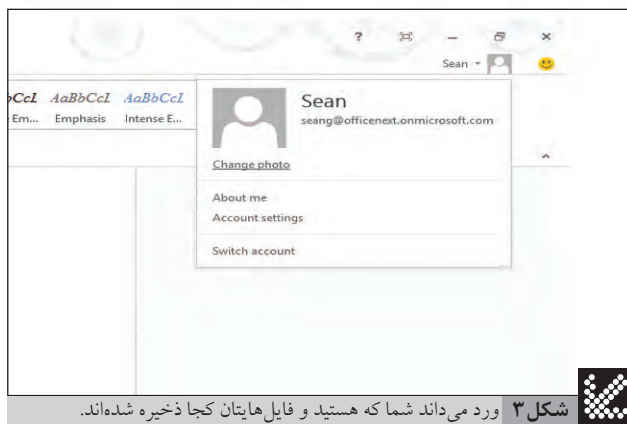 ?
Sean
bCcl AaBbCcl AaBbCcl
Em... Emphasis Intense E...
Sean
seang@officenext.onmicrosoft.com
Change photo
About me
Account settings
Switch account
شکل ۳ ورد می‌داند شما که هستید و فایل‌هایتان کجا ذخیره شده‌اند.